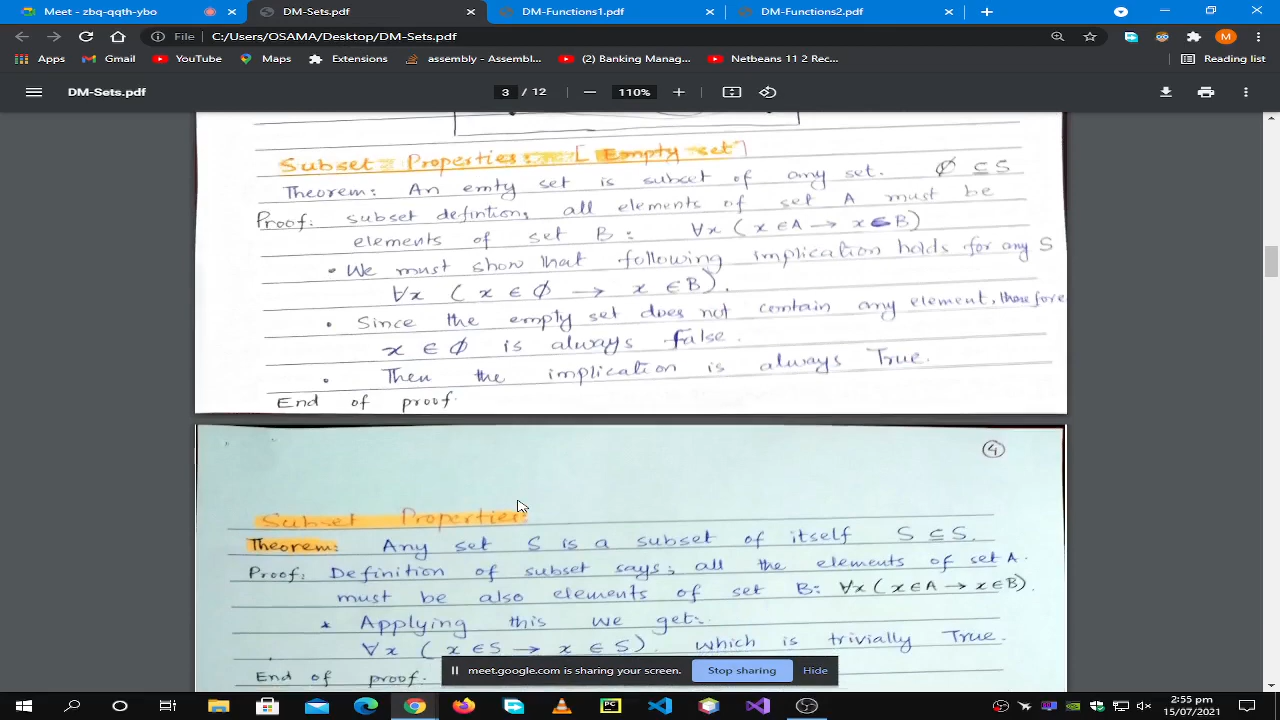 Meet - zbq-qqth-ybo
DM-Sets.pdf
DM-Functions1.pdf
DM-Functions2.pdf
File C:/Users/OSAMA/Desktop/DM-Sets.pdf
M
Apps Gmail YouTube Maps Extensions assembly - Assembl... (2) Banking Manag... Netbeans 11 2 Rec... Reading list
DM-Sets.pdf 3 / 12 110%
Subset Properties: [Empty set]
Theorem: An emty set is subset of any set. ∅ ⊆ S
Proof: subset defintion, all elements of set A must be
elements of set B: ∀x (x ∈ A → x ∈ B)
• We must show that following implication holds for any S
∀x (x ∈ ∅ → x ∈ B).
• Since the empty set does not contain any element, therefore
x ∈ ∅ is always False.
• Then the implication is always True.
End of proof.
4
Subset Properties
Theorem: Any set S is a subset of itself S ⊆ S.
Proof: Definition of subset says; all the elements of set A.
must be also elements of set B: ∀x (x ∈ A → x ∈ B).
* Applying this we get:
∀x (x ∈ S → x ∈ S) which is trivially True.
End of proof.
meet.google.com is sharing your screen. Stop sharing Hide
2:55 pm
15/07/2021